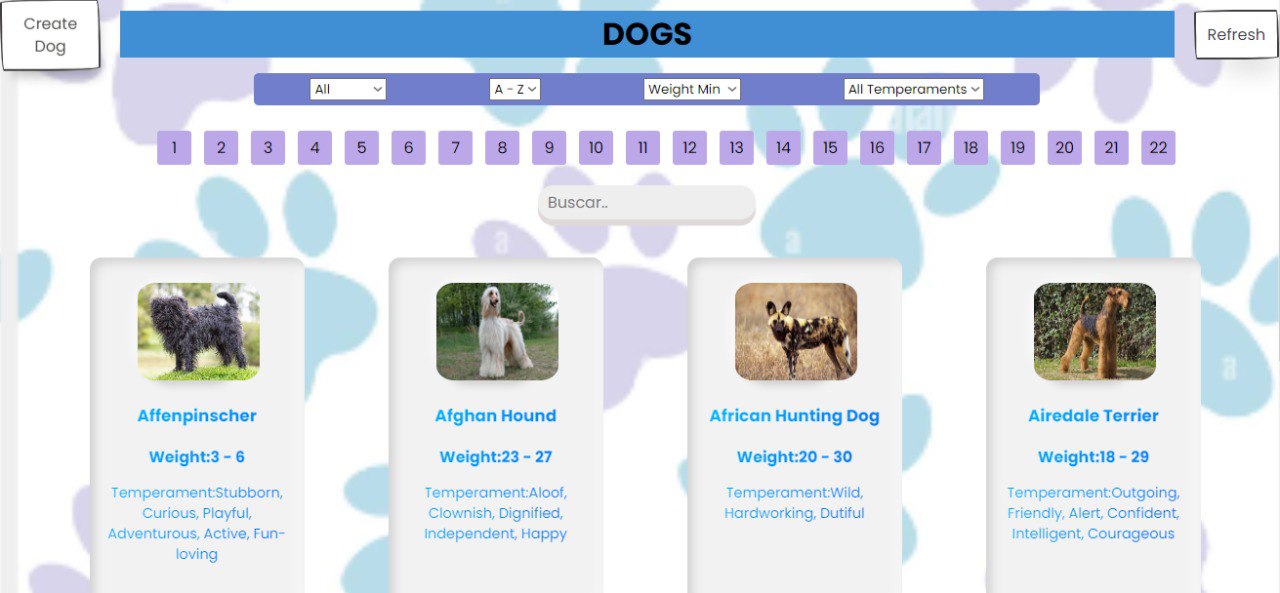 Create
Dog
DOGS
Refresh
All
A - Z
Weight Min
All Temperaments
1 2 3 4 5 6 7 8 9 10 11 12 13 14 15 16 17 18 19 20 21 22
Buscar..
a
a
a
Affenpinscher
Weight:3 - 6
Temperament:Stubborn,
Curious, Playful,
Adventurous, Active, Fun-
loving
Afghan Hound
Weight:23 - 27
Temperament:Aloof,
Clownish, Dignified,
Independent, Happy
African Hunting Dog
Weight:20 - 30
Temperament:Wild,
Hardworking, Dutiful
Airedale Terrier
Weight:18 - 29
Temperament:Outgoing,
Friendly, Alert, Confident,
Intelligent, Courageous